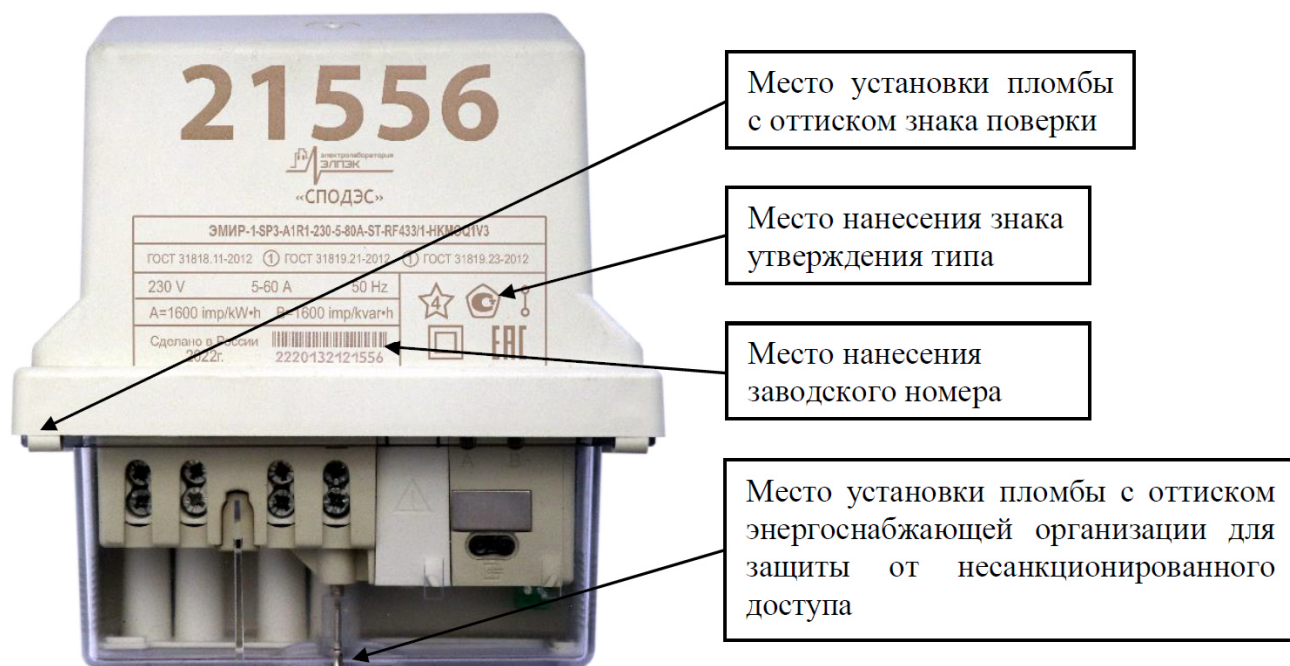 21556
электролаборатория
ЭЛПЭК
«СПОДЭС»
ЭМИР-1-SP3-A1R1-230-5-80A-ST-RF433/1-HKMOQ1V3
ГОСТ 31818.11-2012 1 ГОСТ 31819.21-2012 1 ГОСТ 31819.23-2012
230 V 5-60 A 50 Hz
A=1600 imp/kW•h B=1600 imp/kvar•h
4
Сделано в России
2022г.
2220132121556
EAC
A B
Место установки пломбы
с оттиском знака поверки
Место нанесения знака
утверждения типа
Место нанесения
заводского номера
Место установки пломбы с оттиском
энергоснабжающей организации для
защиты от несанкционированного
доступа